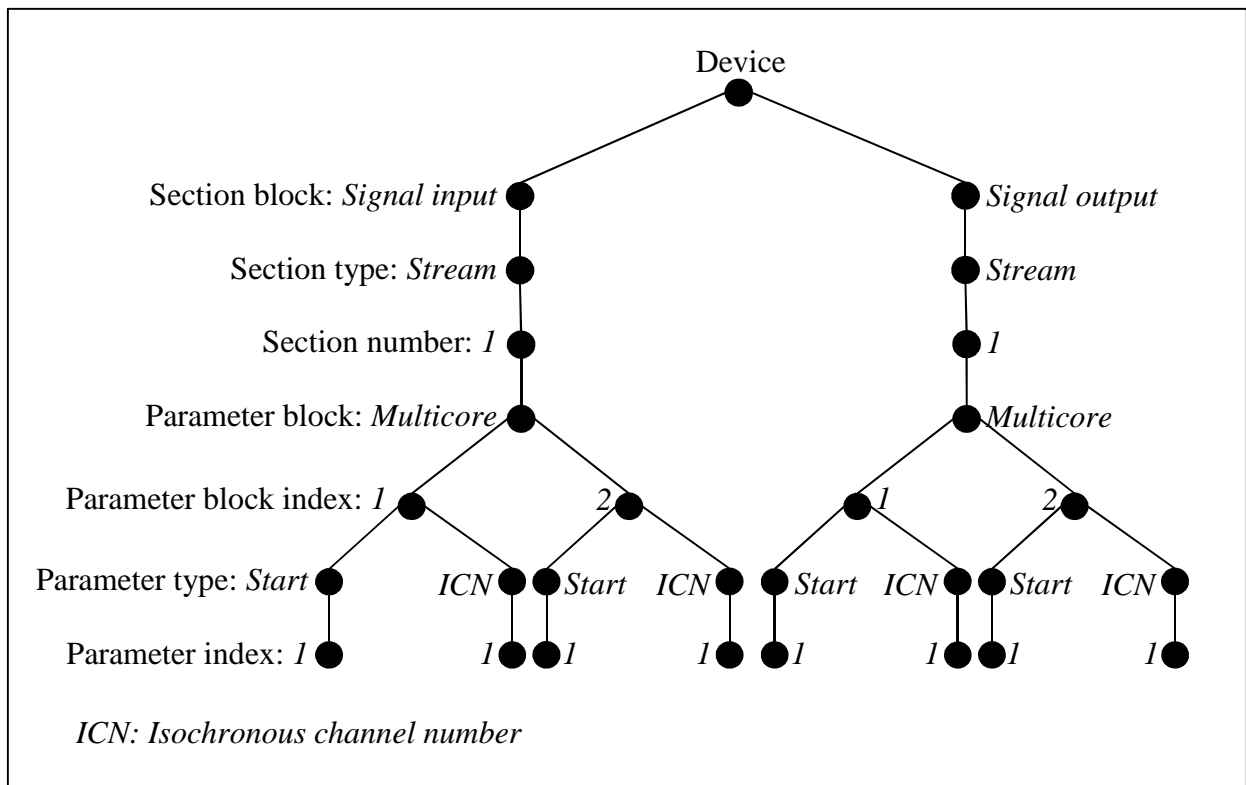 Device
Section block: Signal input Signal output
Section type: Stream Stream
Section number: 1 1
Parameter block: Multicore Multicore
Parameter block index: 1 2 1 2
Parameter type: Start ICN Start ICN Start ICN Start ICN
Parameter index: 1 1 1 1 1 1 1 1
ICN: Isochronous channel number